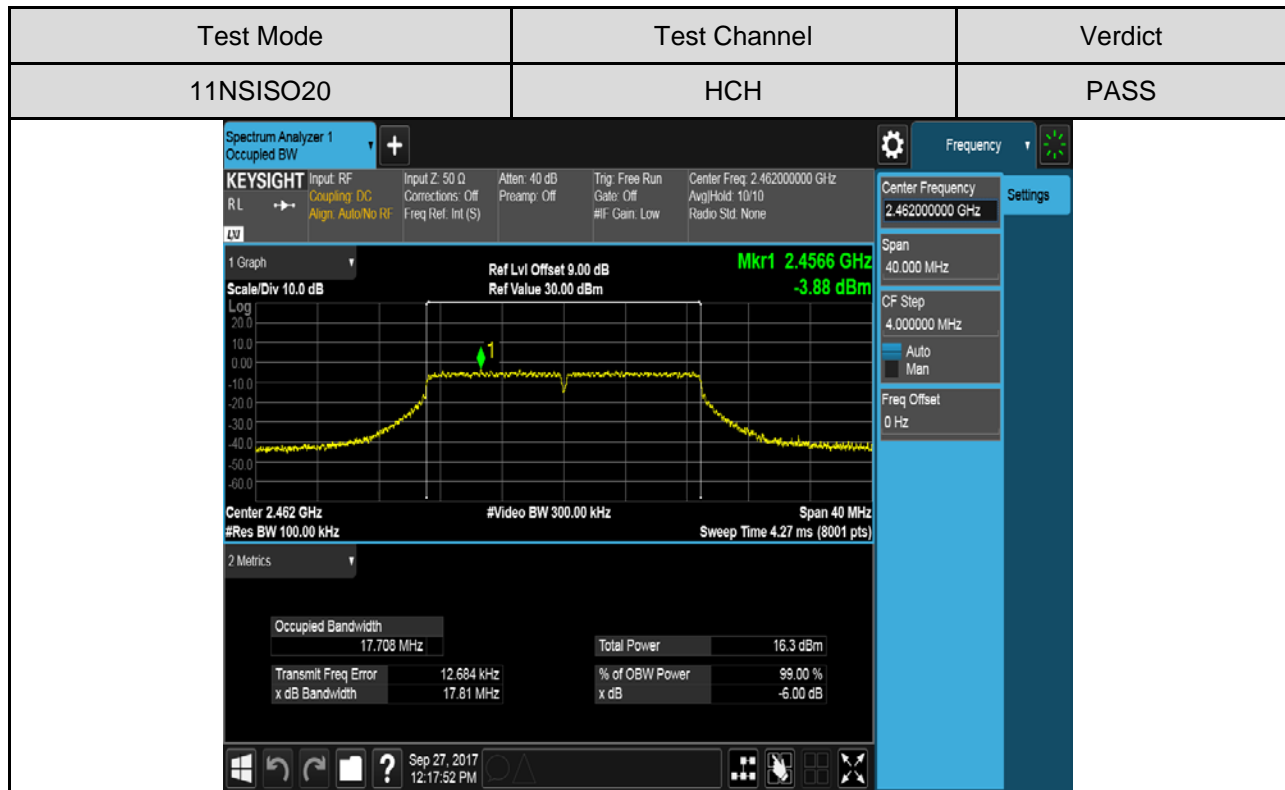 Test Mode Test Channel Verdict
11NSISO20 HCH PASS
Spectrum Analyzer 1
Occupied BW
+
Frequency
KEYSIGHT
RL
LXI
Input: RF
Coupling: DC
Align: Auto/No RF
Input Z: 50 Ω
Corrections: Off
Freq Ref: Int (S)
Atten: 40 dB
Preamp: Off
Trig: Free Run
Gate: Off
#IF Gain: Low
Center Freq: 2.462000000 GHz
Avg|Hold: 10/10
Radio Std: None
Center Frequency
2.462000000 GHz
Settings
Span
40.000 MHz
CF Step
4.000000 MHz
Auto
Man
Freq Offset
0 Hz
1 Graph
Scale/Div 10.0 dB
Ref Lvl Offset 9.00 dB
Ref Value 30.00 dBm
Mkr1 2.4566 GHz
-3.88 dBm
Log
20.0
10.0
0.00
-10.0
-20.0
-30.0
-40.0
-50.0
-60.0
1
Center 2.462 GHz #Video BW 300.00 kHz Span 40 MHz
#Res BW 100.00 kHz Sweep Time 4.27 ms (8001 pts)
2 Metrics
Occupied Bandwidth
17.708 MHz
Total Power 16.3 dBm
Transmit Freq Error 12.684 kHz
% of OBW Power 99.00 %
x dB Bandwidth 17.81 MHz
x dB -6.00 dB
?
Sep 27, 2017
12:17:52 PM